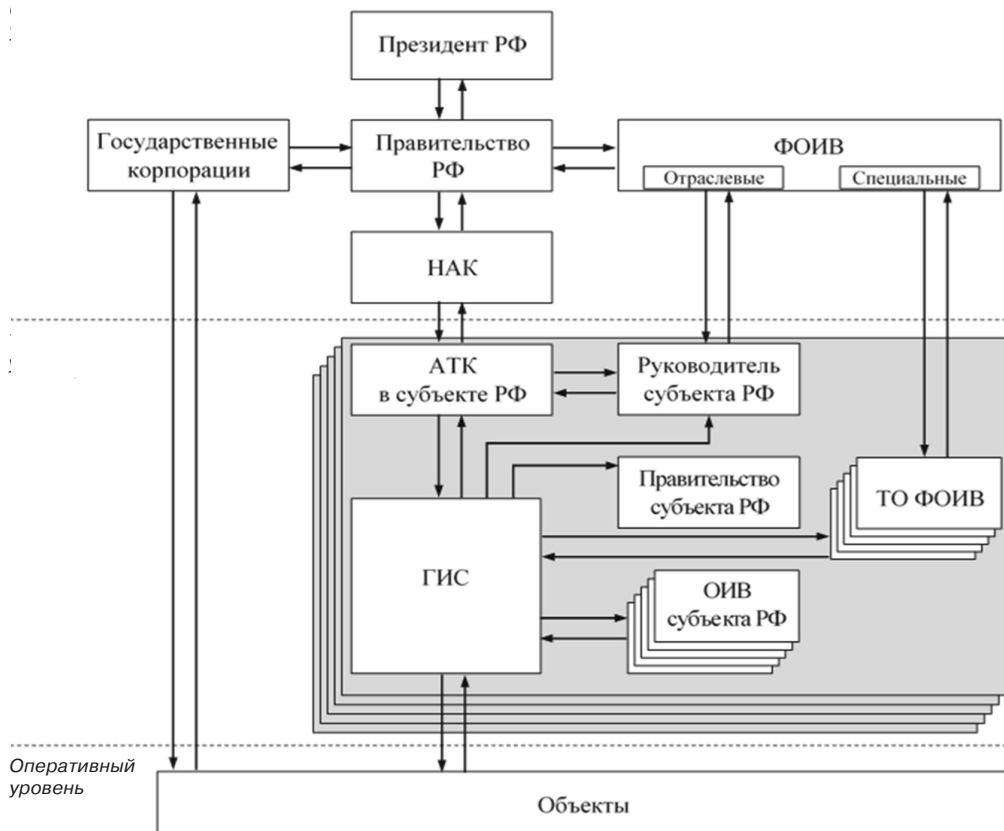 Президент РФ
Государственные
корпорации
Правительство
РФ
ФОИВ
Отраслевые
Специальные
НАК
АТК
в субъекте РФ
Руководитель
субъекта РФ
Правительство
субъекта РФ
ТО ФОИВ
ГИС
ОИВ
субъекта РФ
Оперативный
уровень
Объекты